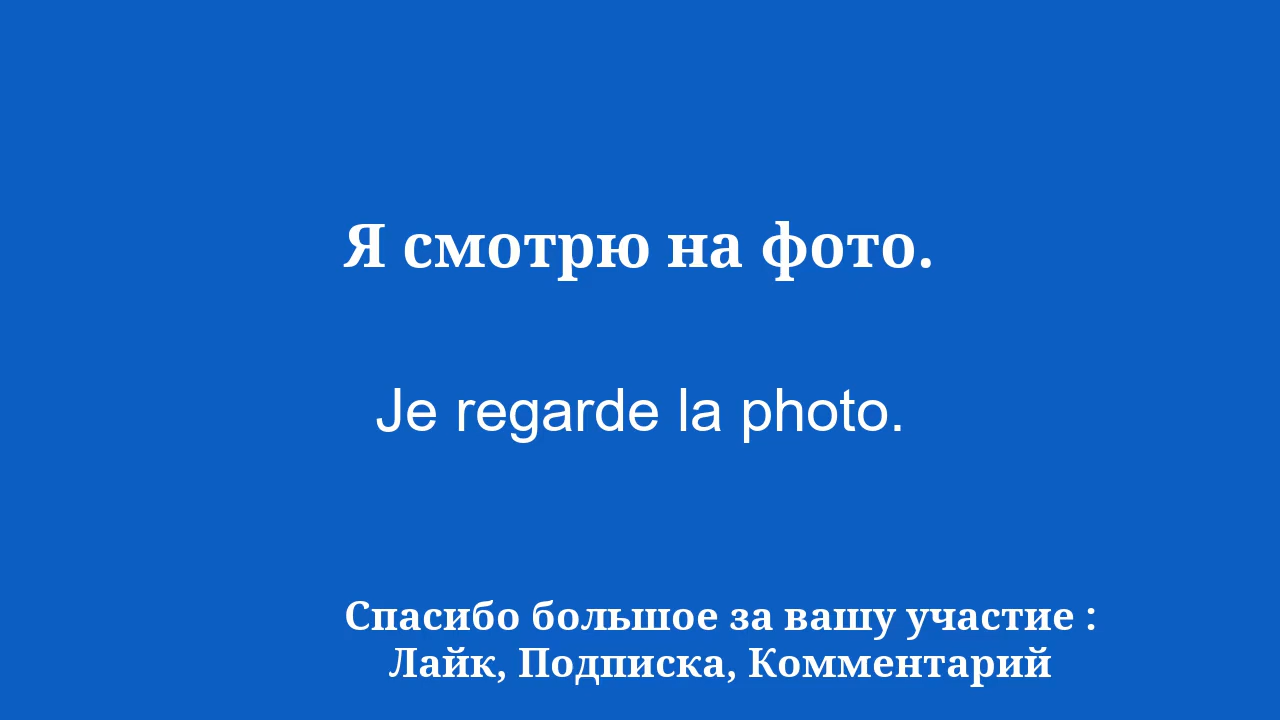 Я смотрю на фото.
Je regarde la photo.
Спасибо большое за вашу участие :
Лайк, Подписка, Комментарий